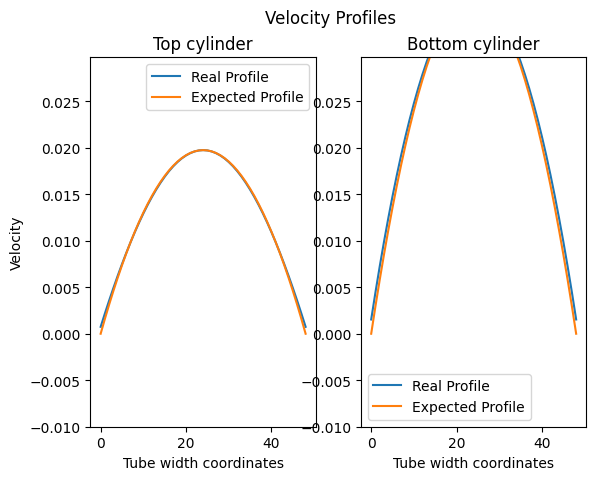 Velocity Profiles
Top cylinder
Bottom cylinder
Real Profile
Expected Profile
Velocity
0.025
0.020
0.015
0.010
0.005
0.000
−0.005
−0.010
0 20 40
Tube width coordinates
0.025
0.020
0.015
0.010
0.005
0.000
−0.005
−0.010
Real Profile
Expected Profile
0 20 40
Tube width coordinates